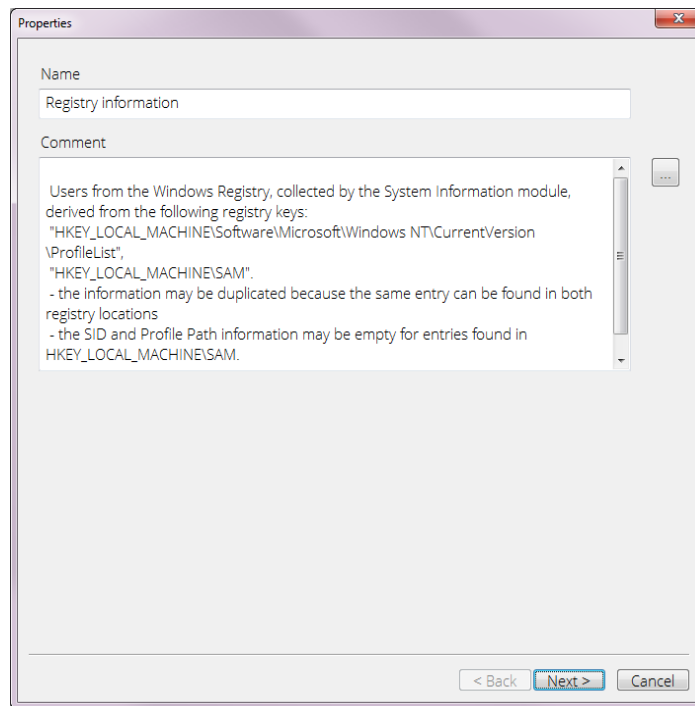 Properties
Name
Registry information
Comment
Users from the Windows Registry, collected by the System Information module,
derived from the following registry keys:
"HKEY_LOCAL_MACHINE\Software\Microsoft\Windows NT\CurrentVersion
\ProfileList",
"HKEY_LOCAL_MACHINE\SAM".
- the information may be duplicated because the same entry can be found in both
registry locations
- the SID and Profile Path information may be empty for entries found in
HKEY_LOCAL_MACHINE\SAM.
...
< Back Next > Cancel